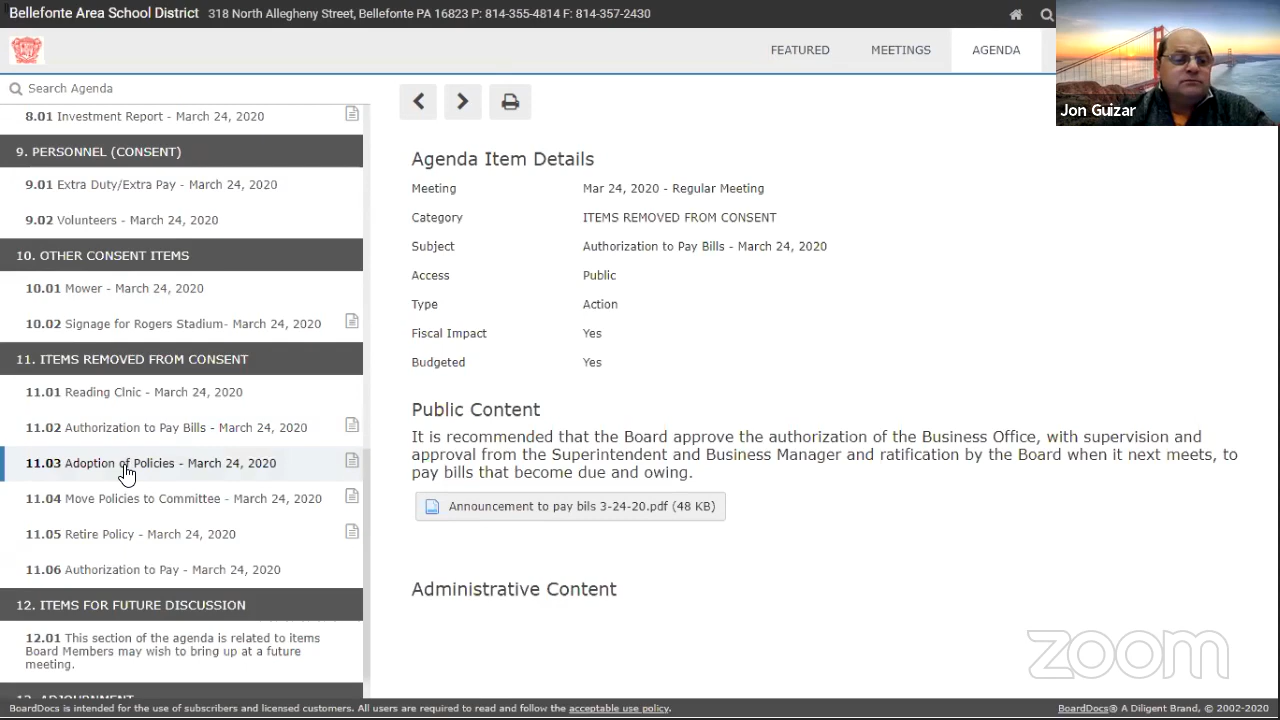 Bellefonte Area School District 318 North Allegheny Street, Bellefonte PA 16823 P: 814-355-4814 F: 814-357-2430
FEATURED MEETINGS AGENDA
Jon Guizar
Search Agenda
8.01 Investment Report - March 24, 2020
9. PERSONNEL (CONSENT)
9.01 Extra Duty/Extra Pay - March 24, 2020
9.02 Volunteers - March 24, 2020
10. OTHER CONSENT ITEMS
10.01 Mower - March 24, 2020
10.02 Signage for Rogers Stadium- March 24, 2020
11. ITEMS REMOVED FROM CONSENT
11.01 Reading Clnic - March 24, 2020
11.02 Authorization to Pay Bills - March 24, 2020
11.03 Adoption of Policies - March 24, 2020
11.04 Move Policies to Committee - March 24, 2020
11.05 Retire Policy - March 24, 2020
11.06 Authorization to Pay - March 24, 2020
12. ITEMS FOR FUTURE DISCUSSION
12.01 This section of the agenda is related to items
Board Members may wish to bring up at a future
meeting.
13. ADJOURNMENT
Agenda Item Details
Meeting Mar 24, 2020 - Regular Meeting
Category ITEMS REMOVED FROM CONSENT
Subject Authorization to Pay Bills - March 24, 2020
Access Public
Type Action
Fiscal Impact Yes
Budgeted Yes
Public Content
It is recommended that the Board approve the authorization of the Business Office, with supervision and
approval from the Superintendent and Business Manager and ratification by the Board when it next meets, to
pay bills that become due and owing.
Announcement to pay bils 3-24-20.pdf (48 KB)
Administrative Content
zoom
BoardDocs is intended for the use of subscribers and licensed customers. All users are required to read and follow the acceptable use policy.
BoardDocs® A Diligent Brand, © 2002-2020